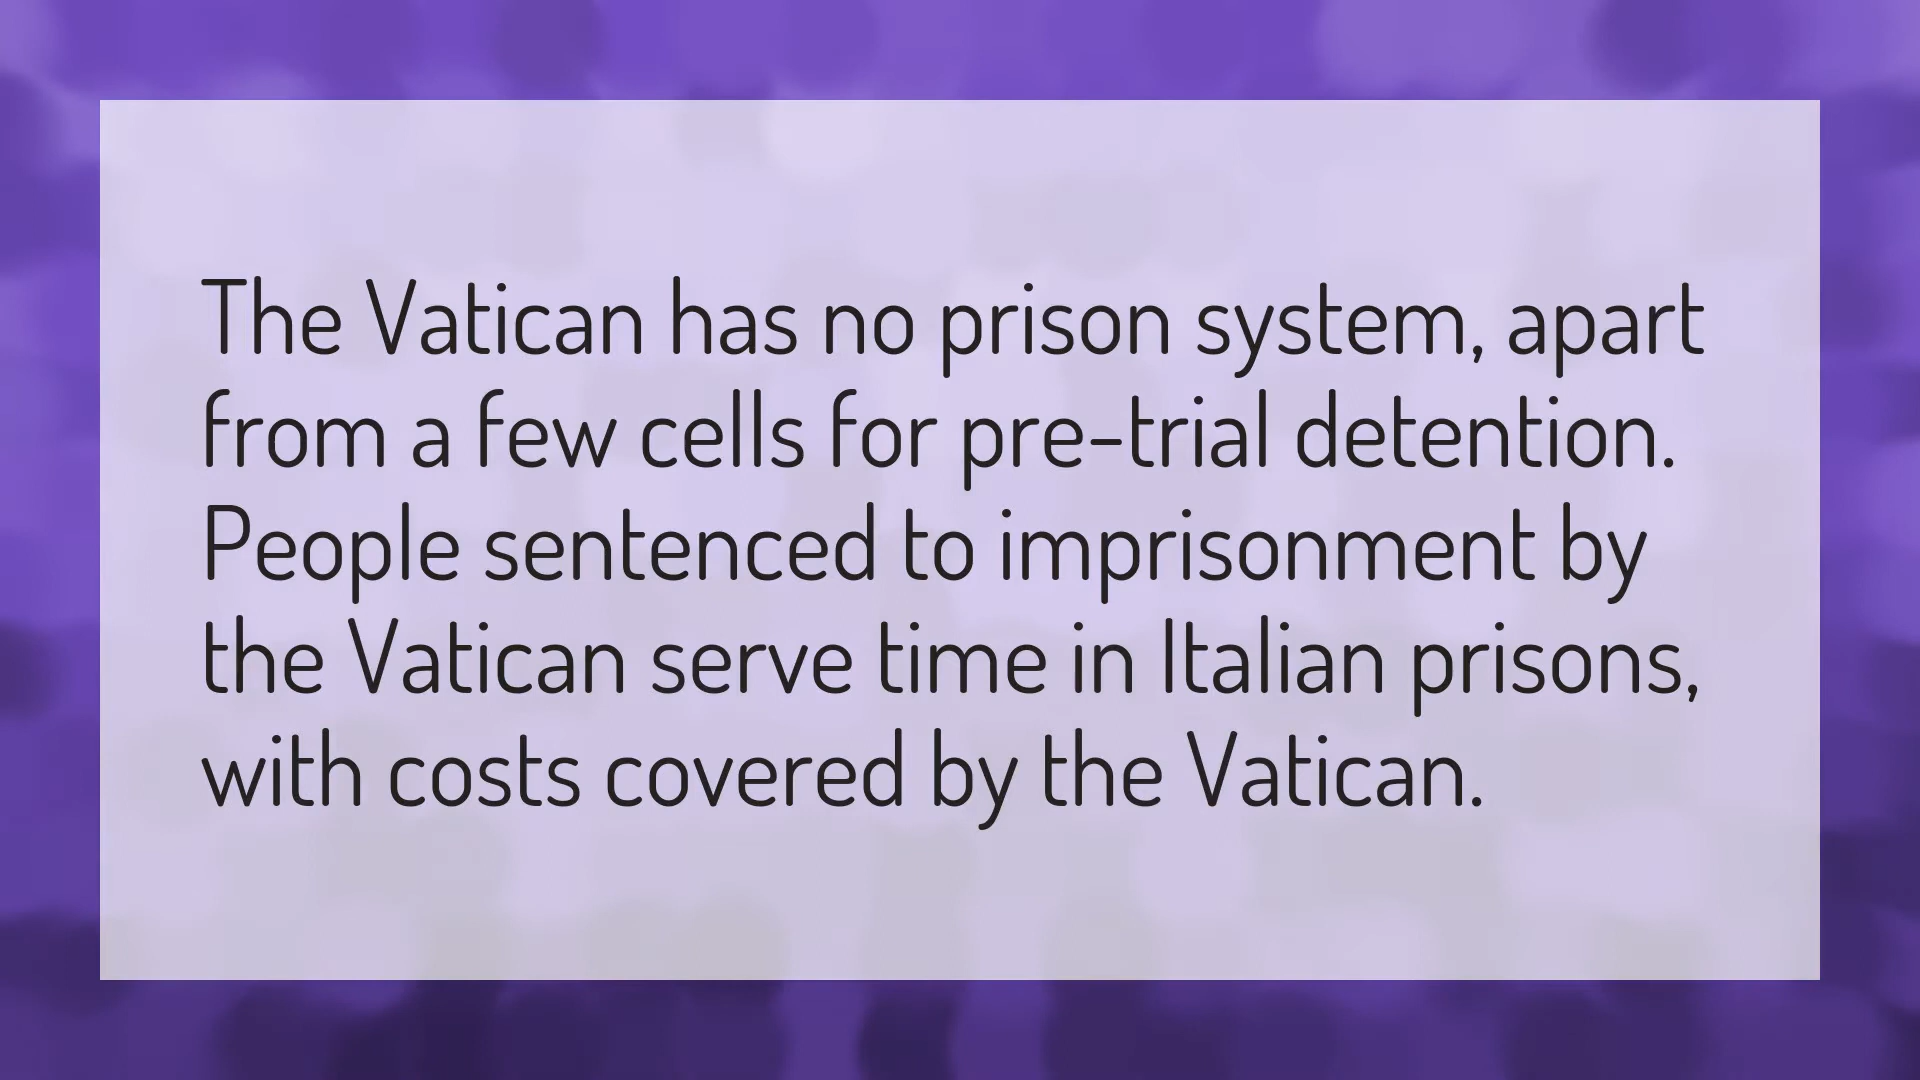 The Vatican has no prison system, apart
from a few cells for pre-trial detention.
People sentenced to imprisonment by
the Vatican serve time in Italian prisons,
with costs covered by the Vatican.